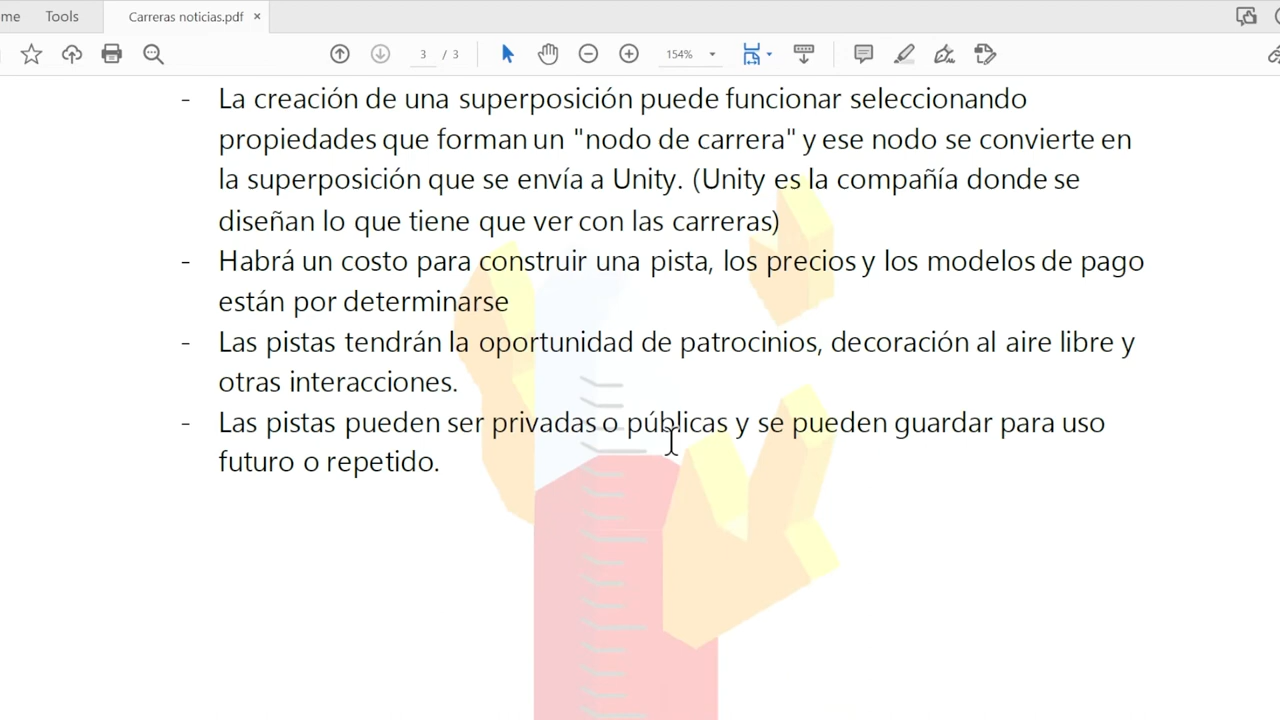 me Tools Carreras noticias.pdf ×
3 / 3 154%
- La creación de una superposición puede funcionar seleccionando
propiedades que forman un "nodo de carrera" y ese nodo se convierte en
la superposición que se envía a Unity. (Unity es la compañía donde se
diseñan lo que tiene que ver con las carreras)
- Habrá un costo para construir una pista, los precios y los modelos de pago
están por determinarse
- Las pistas tendrán la oportunidad de patrocinios, decoración al aire libre y
otras interacciones.
- Las pistas pueden ser privadas o públicas y se pueden guardar para uso
futuro o repetido.